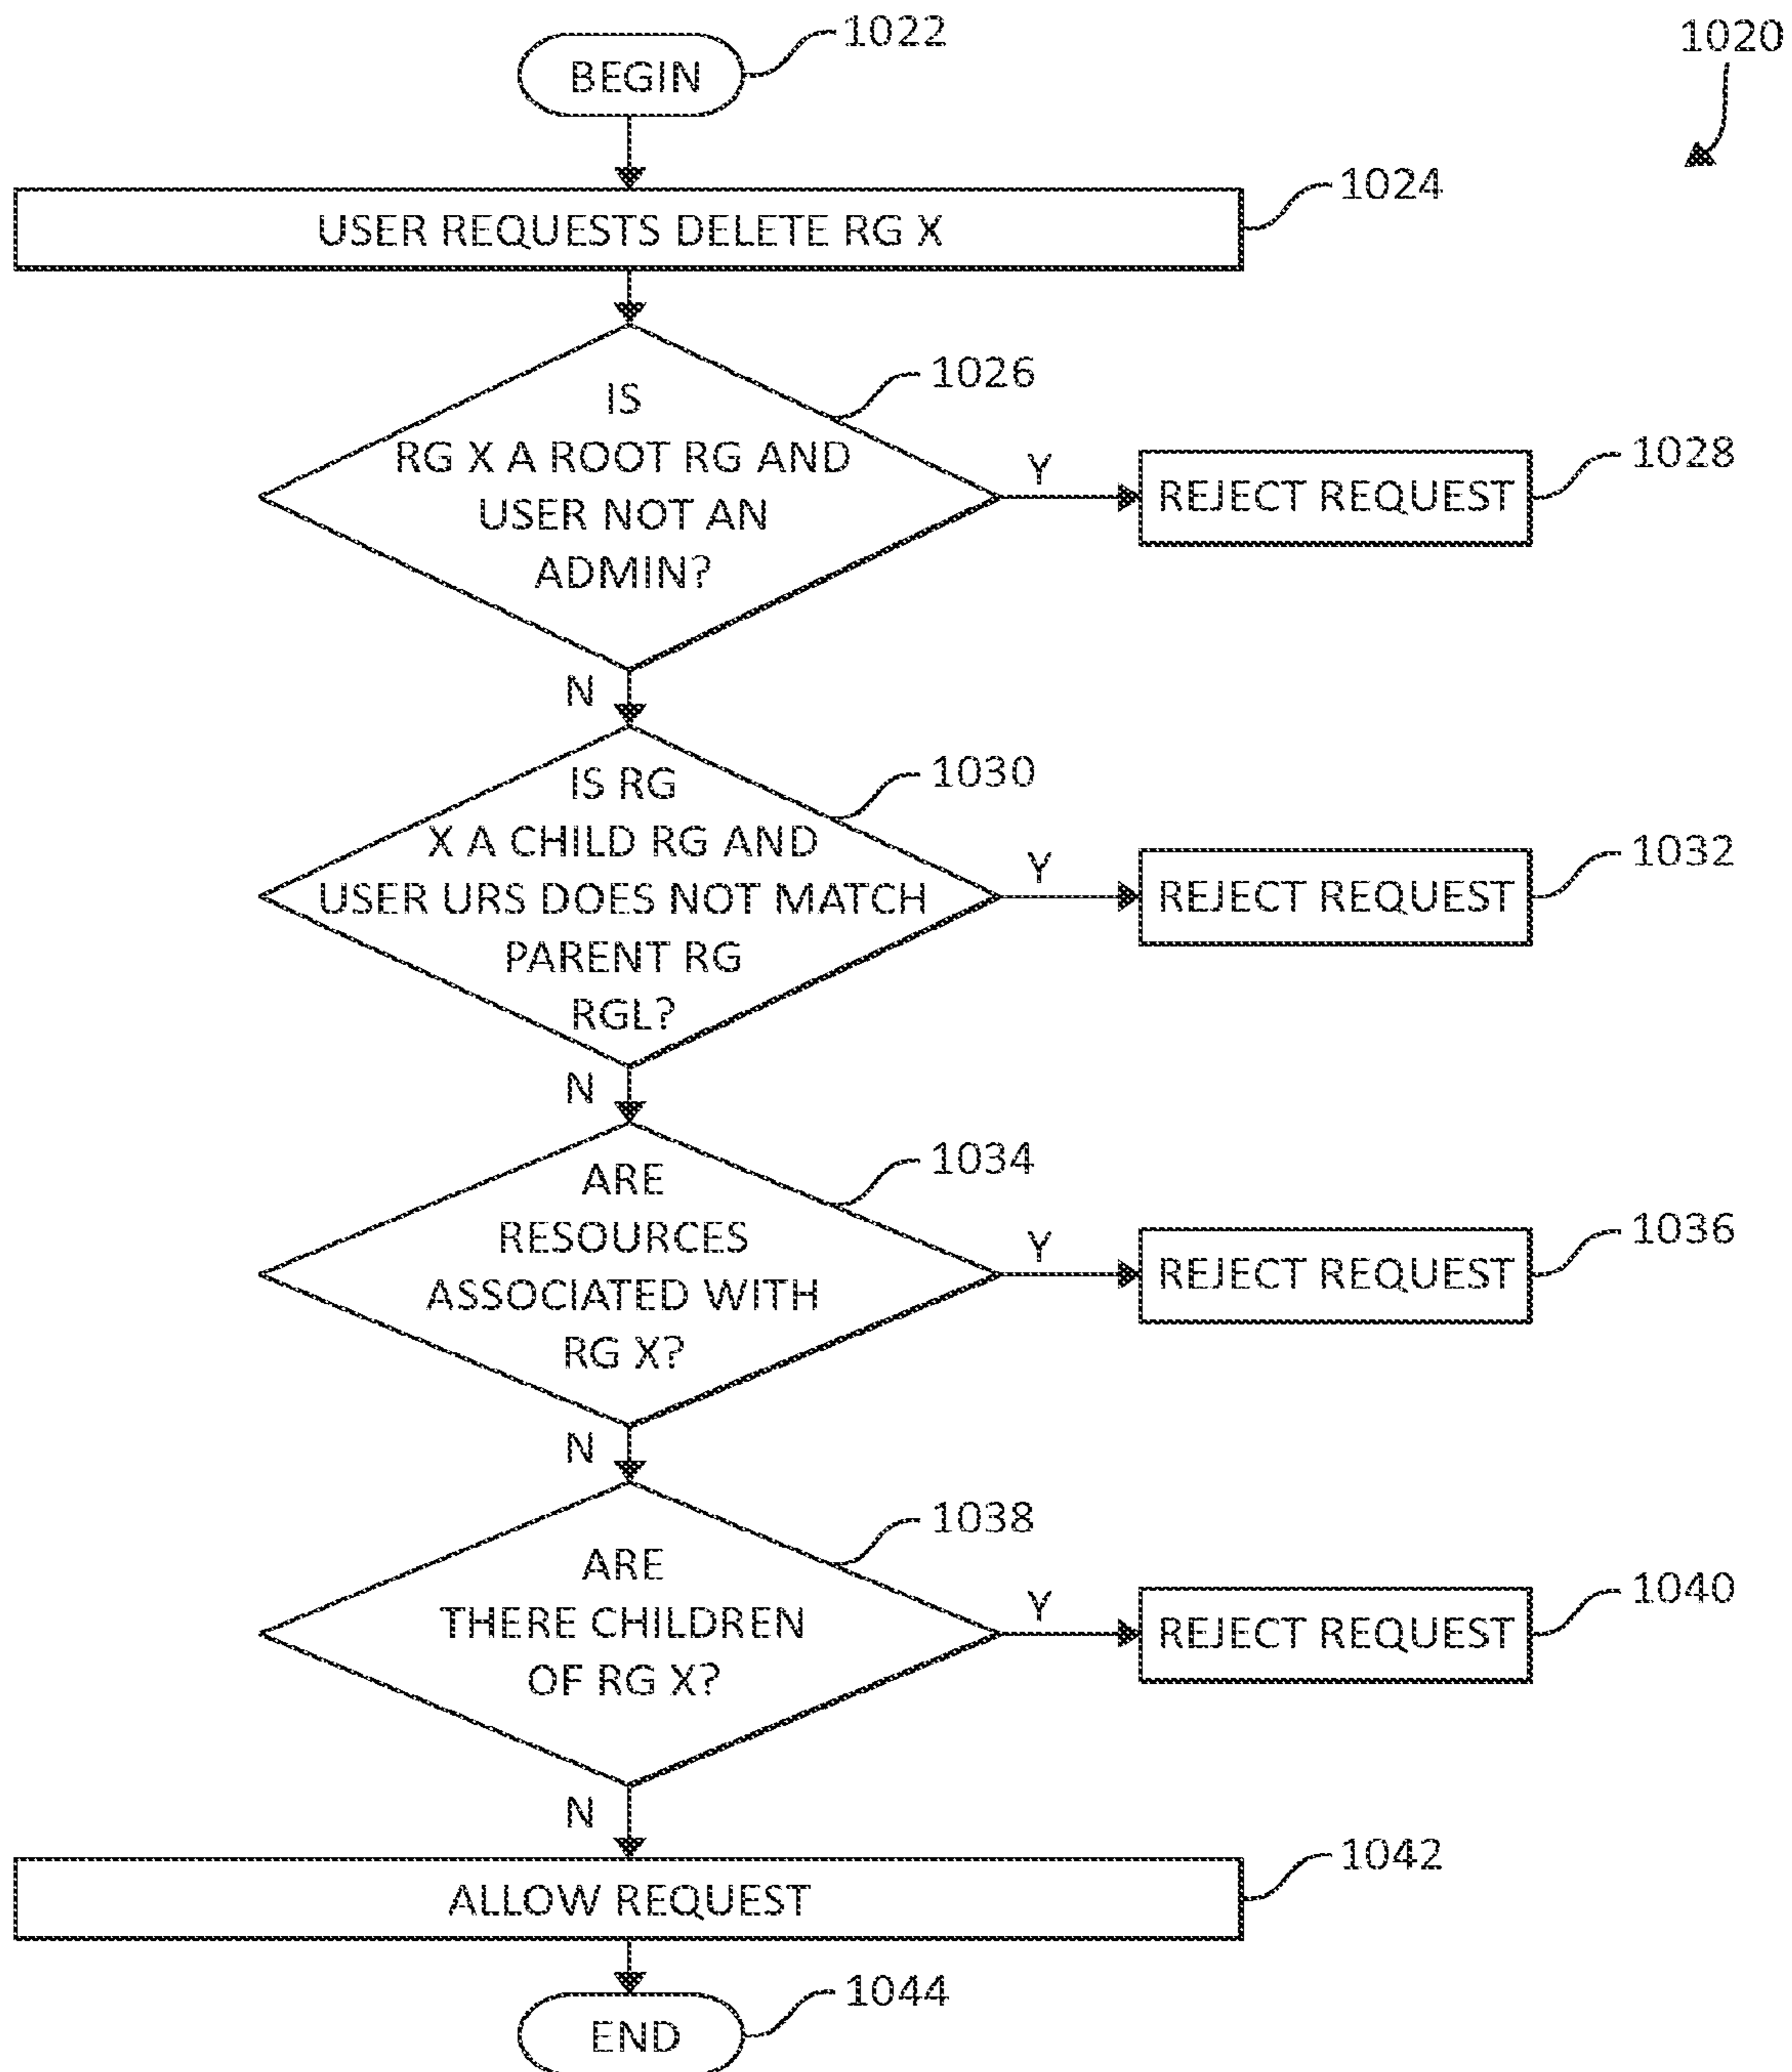 1022
1020
BEGIN
1024
USER REQUESTS DELETE RG X
1026
IS
RG X A ROOT RG AND
USER NOT AN
ADMIN?
Y
1028
REJECT REQUEST
N
1030
IS RG
X A CHILD RG AND
USER URS DOES NOT MATCH
PARENT RG
RGL?
Y
1032
REJECT REQUEST
N
1034
ARE
RESOURCES
ASSOCIATED WITH
RG X?
Y
1036
REJECT REQUEST
N
1038
ARE
THERE CHILDREN
OF RG X?
Y
1040
REJECT REQUEST
N
1042
ALLOW REQUEST
1044
END